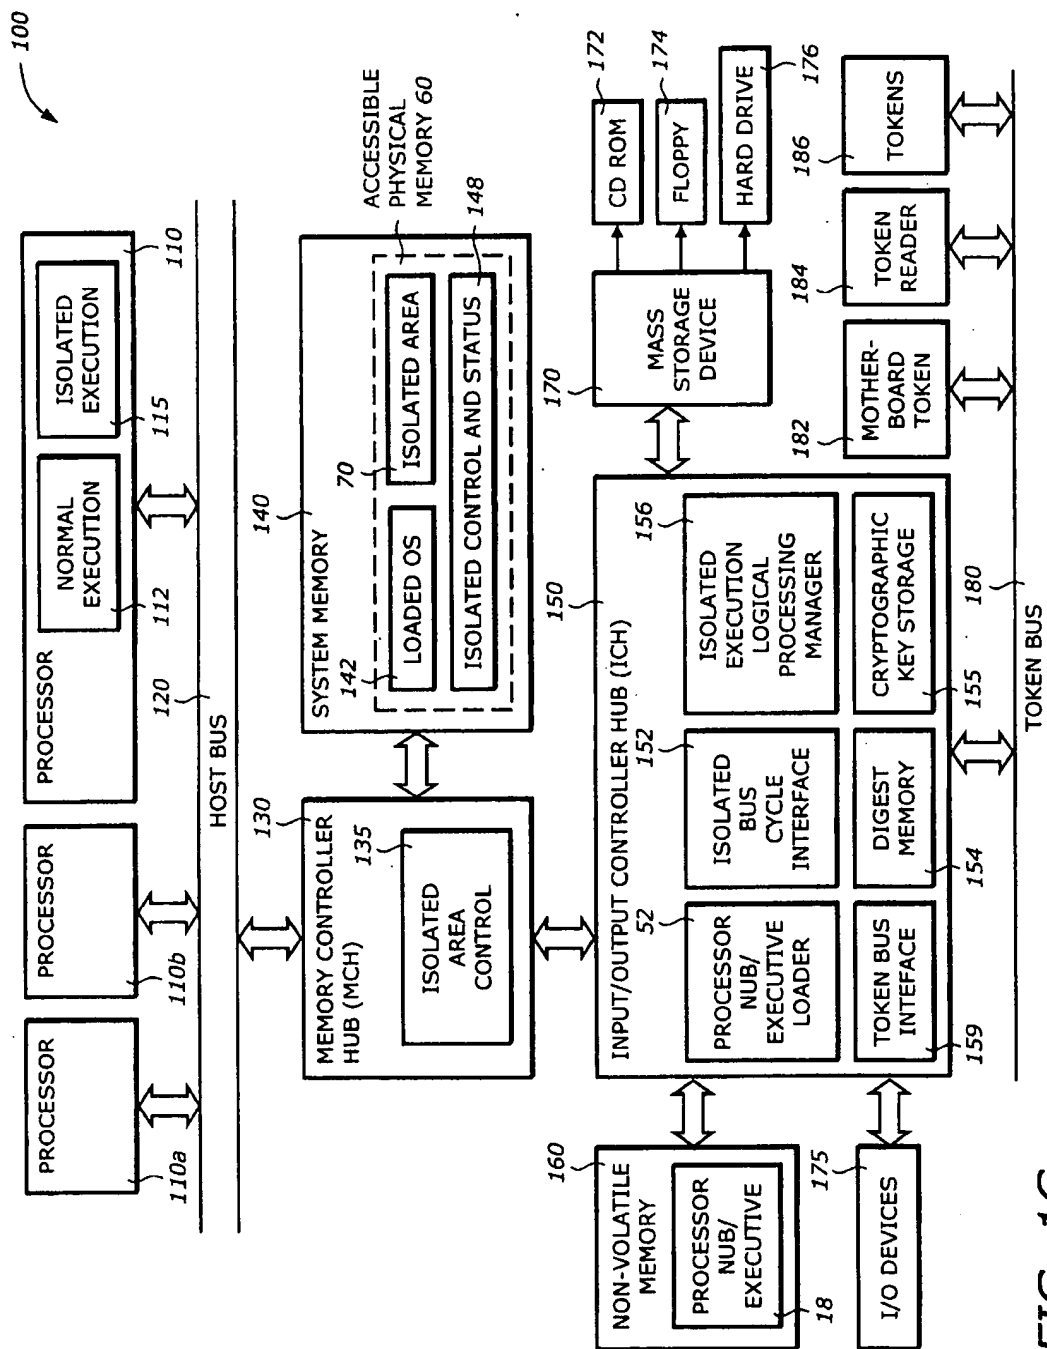 100
PROCESSOR
110a
PROCESSOR
110b
PROCESSOR
NORMAL
EXECUTION
112
ISOLATED
EXECUTION
115
110
120
HOST BUS
130
MEMORY CONTROLLER
HUB (MCH)
135
ISOLATED
AREA
CONTROL
140
SYSTEM MEMORY
142
LOADED OS
70
ISOLATED AREA
ISOLATED CONTROL AND STATUS
148
ACCESSIBLE
PHYSICAL
MEMORY 60
150
INPUT/OUTPUT CONTROLLER HUB (ICH)
52
PROCESSOR
NUB/
EXECUTIVE
LOADER
152
ISOLATED
BUS
CYCLE
INTERFACE
156
ISOLATED
EXECUTION
LOGICAL
PROCESSING
MANAGER
TOKEN BUS
INTEFACE
159
DIGEST
MEMORY
154
CRYPTOGRAPHIC
KEY STORAGE
155
160
NON-VOLATILE
MEMORY
PROCESSOR
NUB/
EXECUTIVE
18
175
I/O DEVICES
170
MASS
STORAGE
DEVICE
CD ROM
172
FLOPPY
174
HARD DRIVE
176
182
MOTHER-
BOARD
TOKEN
184
TOKEN
READER
186
TOKENS
180
TOKEN BUS
FIG. 1C